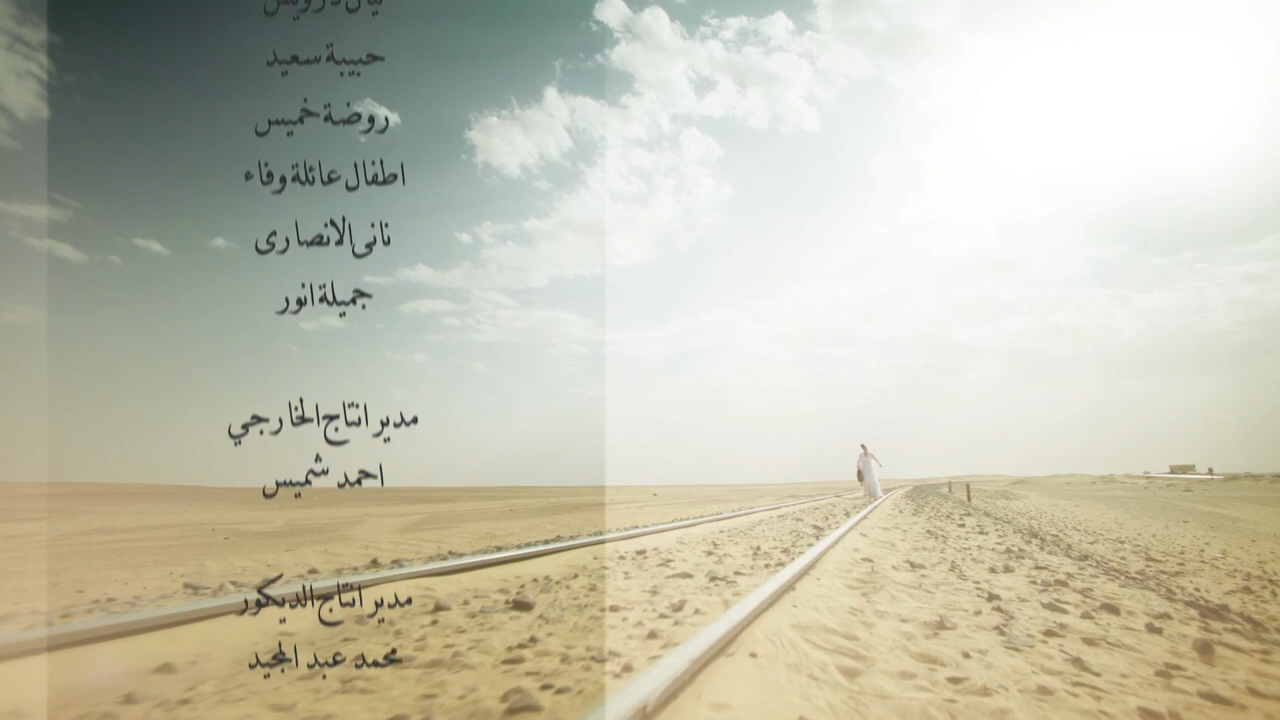 حبيبة سعيد
روضة خميس
اطفال عائلة وفاء
نانى الانصارى
جميلة انور
مدير انتاج الخارجي
احمد شميس
مدير انتاج الديكور
محمد عبد المجيد